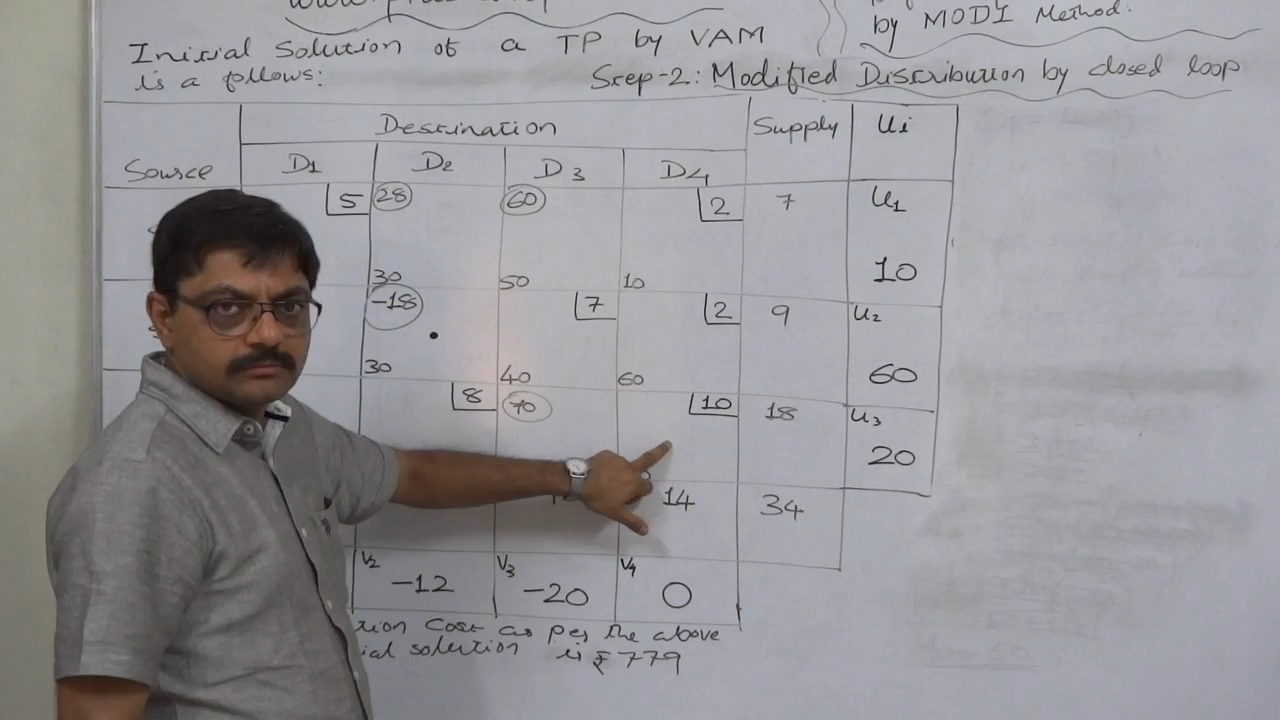 by MODI Method.
Initial Solution of a TP by VAM
is a follows:
Step-2: Modified Distribution by closed loop
Destination Supply Ui
Source D1 D2 D3 D4
5 28 60 2 7 U1
30 50 10 10
-18 7 2 9 U2
30 40 60 60
8 70 10 18 U3
20
14 34
V2 V3 V4
-12 -20 0
Cost as per the above
solution is ₹779